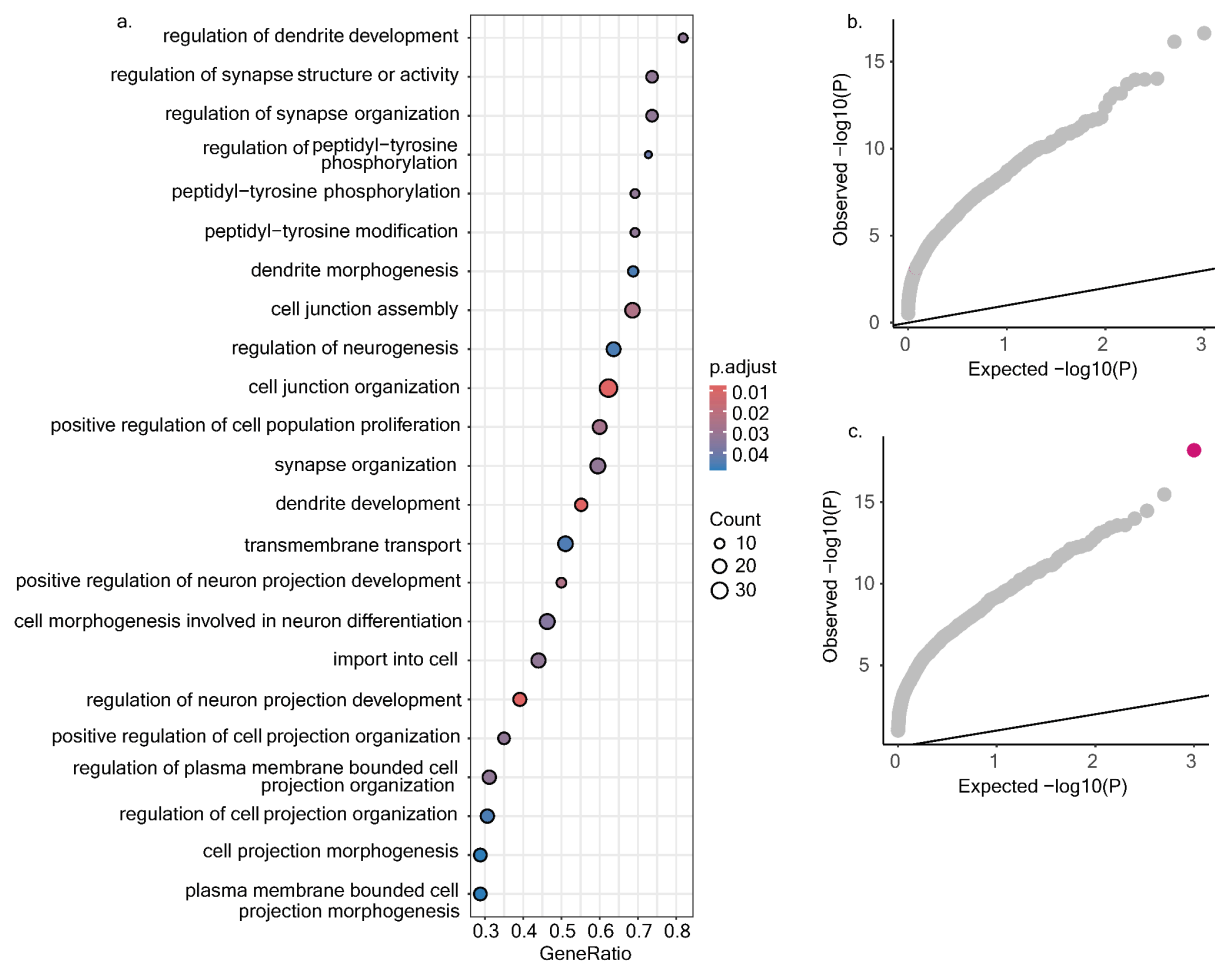 a.
regulation of dendrite development
regulation of synapse structure or activity
regulation of synapse organization
regulation of peptidyl−tyrosine
phosphorylation
peptidyl−tyrosine phosphorylation
peptidyl−tyrosine modification
dendrite morphogenesis
cell junction assembly
regulation of neurogenesis
cell junction organization
positive regulation of cell population proliferation
synapse organization
dendrite development
transmembrane transport
positive regulation of neuron projection development
cell morphogenesis involved in neuron differentiation
import into cell
regulation of neuron projection development
positive regulation of cell projection organization
regulation of plasma membrane bounded cell
projection organization
regulation of cell projection organization
cell projection morphogenesis
plasma membrane bounded cell
projection morphogenesis
0.3 0.4 0.5 0.6 0.7 0.8
GeneRatio
p.adjust
0.01
0.02
0.03
0.04
Count
10
20
30
b.
Observed −log10(P)
15
10
5
0
0 1 2 3
Expected −log10(P)
c.
Observed −log10(P)
15
10
5
0 1 2 3
Expected −log10(P)